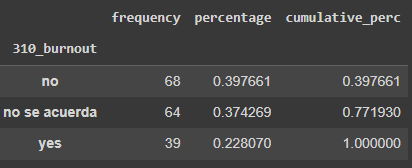 frequency percentage cumulative_perc
310_burnout
no 68 0.397661 0.397661
no se acuerda 64 0.374269 0.771930
yes 39 0.228070 1.000000